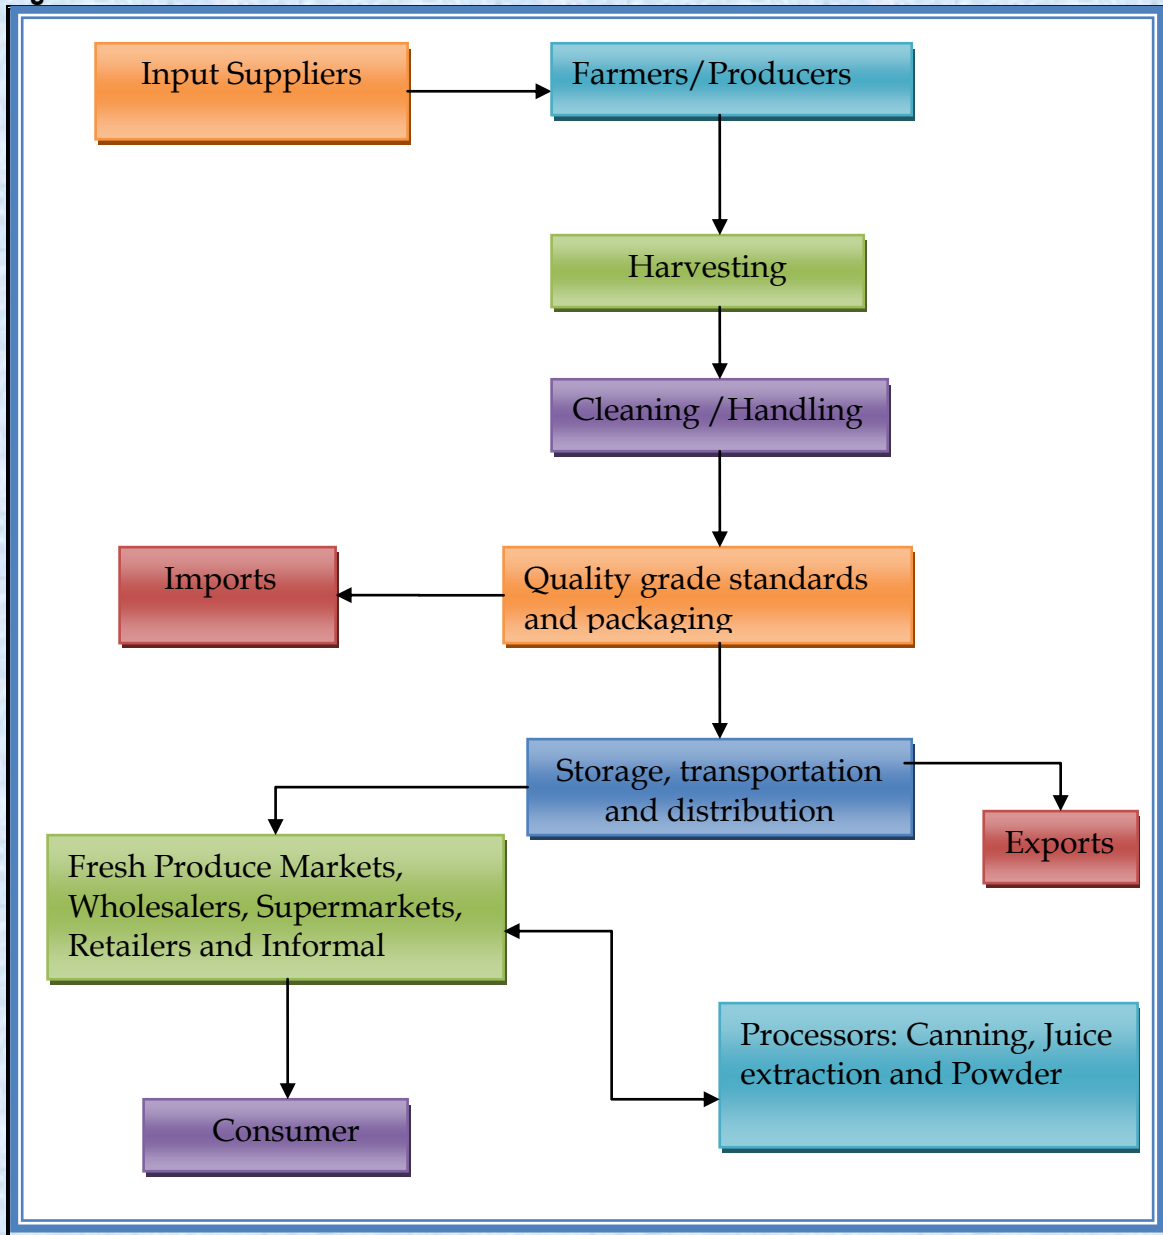 Input Suppliers
Farmers/Producers
Harvesting
Cleaning /Handling
Imports
Quality grade standards
and packaging
Storage, transportation
and distribution
Exports
Fresh Produce Markets,
Wholesalers, Supermarkets,
Retailers and Informal
Processors: Canning, Juice
extraction and Powder
Consumer